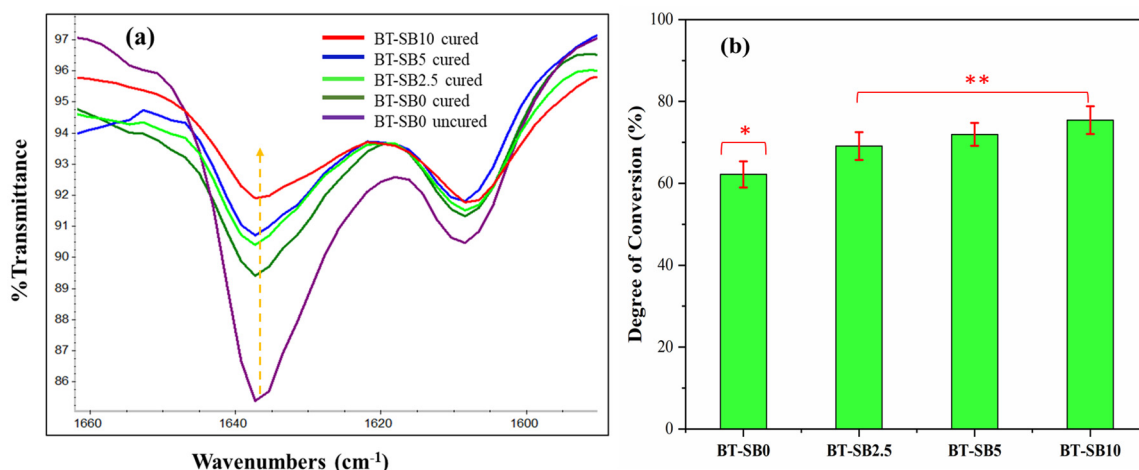 (a)
BT-SB10 cured
BT-SB5 cured
BT-SB2.5 cured
BT-SB0 cured
BT-SB0 uncured
97
96
95
94
93
92
91
90
89
88
87
86
%Transmittance
1660
1640
1620
1600
Wavenumbers (cm⁻¹)
(b)
100
80
60
40
20
0
Degree of Conversion (%)
*
**
BT-SB0
BT-SB2.5
BT-SB5
BT-SB10